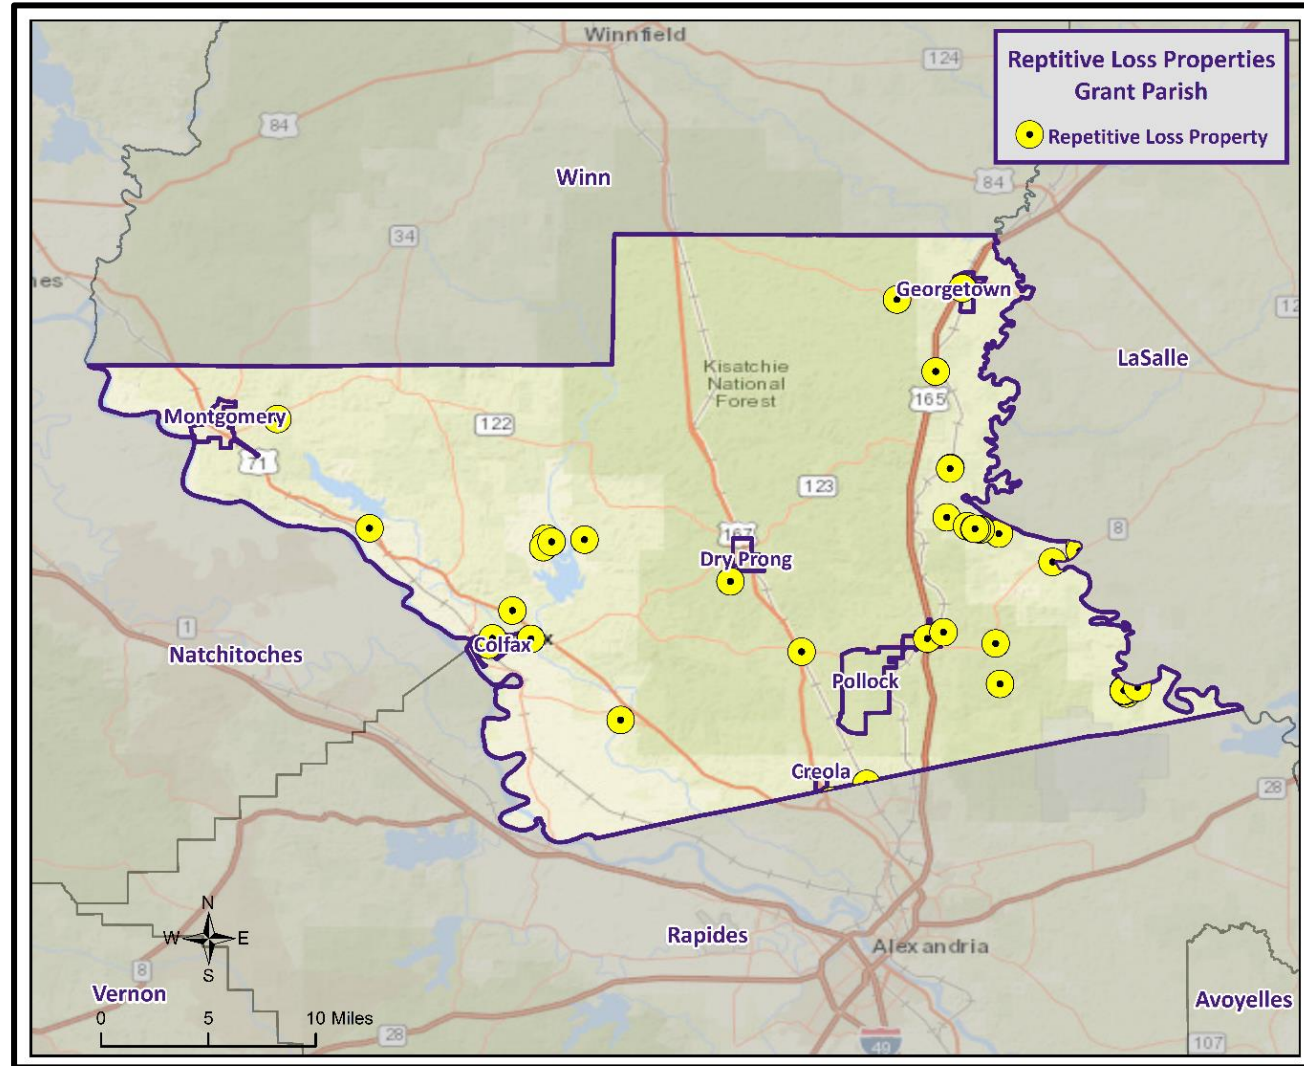 Winnfield
124
Reptitive Loss Properties
Grant Parish
Repetitive Loss Property
84
Winn
84
34
nes
Georgetown
12
LaSalle
Kisatchie
National
Forest
165
Montgomery
122
71
123
8
167
Dry Prong
1
Natchitoches
Colfax
x
Pollock
Creola
28
N
W E
S
Rapides
Alexandria
8
Vernon
0 5 10 Miles
28
49
Avoyelles
107